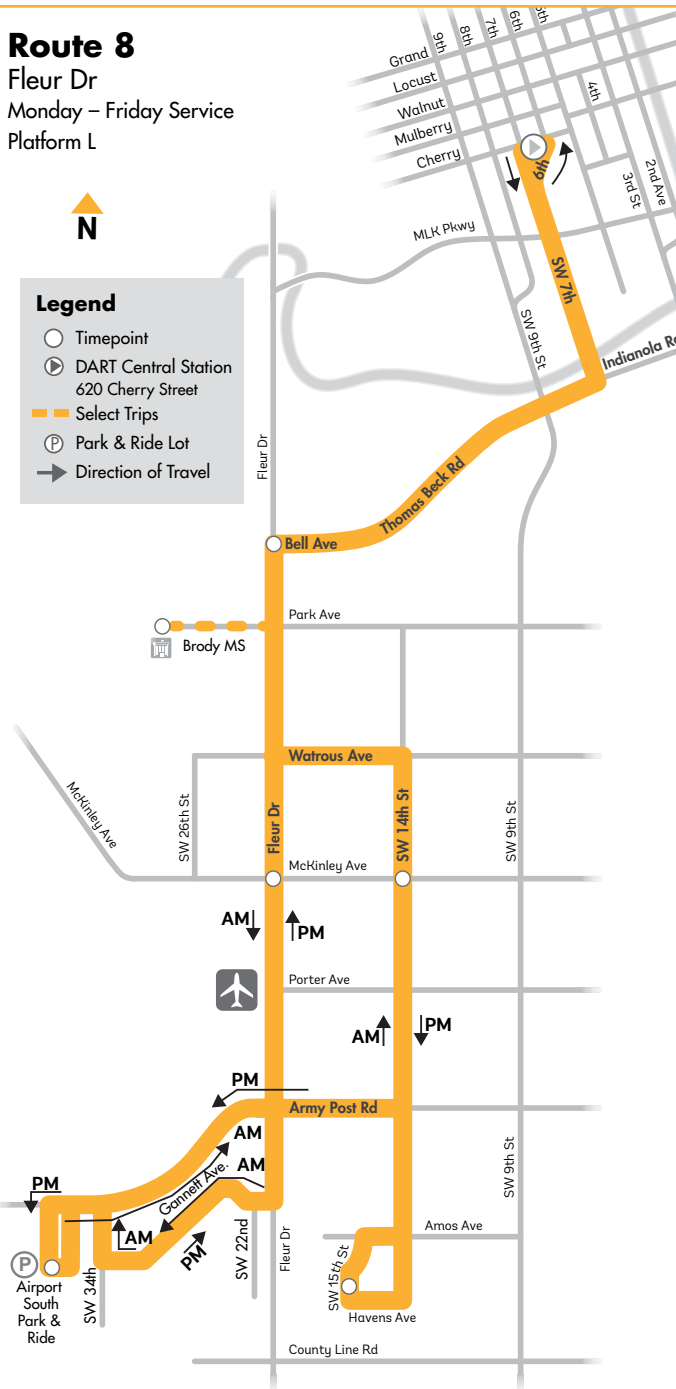 Route 8
Fleur Dr
Monday – Friday Service
Platform L
N
Legend
Timepoint
DART Central Station
620 Cherry Street
Select Trips
P
Park & Ride Lot
Direction of Travel
9th
8th
7th
6th
5th
Grand
Locust
Walnut
Mulberry
Cherry
4th
3rd St
2nd Ave
6th
MLK Pkwy
SW 7th
SW 9th St
Indianola
Fleur Dr
Thomas Beck Rd
Bell Ave
Park Ave
Brody MS
Watrous Ave
McKinley Ave
SW 26th St
Fleur Dr
SW 14th St
SW 9th St
McKinley Ave
AM
PM
Porter Ave
AM
PM
PM
Army Post Rd
AM
AM
Gannett Ave.
PM
AM
PM
SW 22nd
Fleur Dr
SW 9th St
Amos Ave
SW 15th St
Havens Ave
P
Airport
South
Park &
Ride
SW 34th
County Line Rd